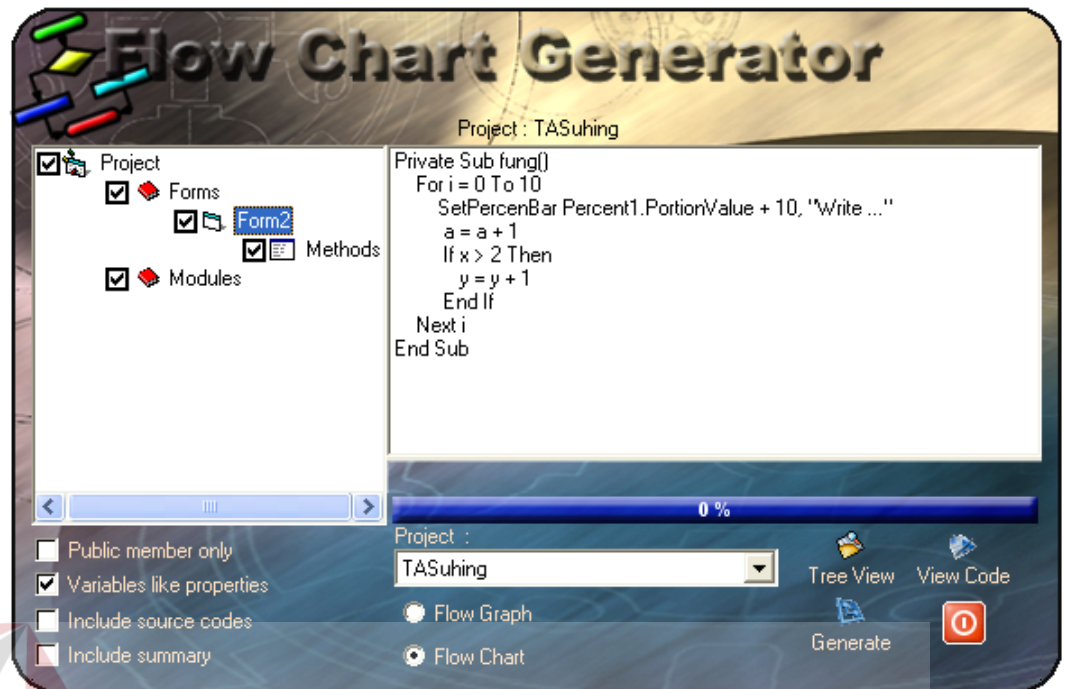 Flow Chart Generator
Project : TASuhing
Project
Forms
Form2
Methods
Modules
Private Sub fung()
For i = 0 To 10
SetPercenBar Percent1.PortionValue + 10, "Write ..."
a = a + 1
If x > 2 Then
y = y + 1
End If
Next i
End Sub
0 %
Public member only
Variables like properties
Include source codes
Include summary
Project :
TASuhing
Flow Graph
Flow Chart
Tree View
View Code
Generate